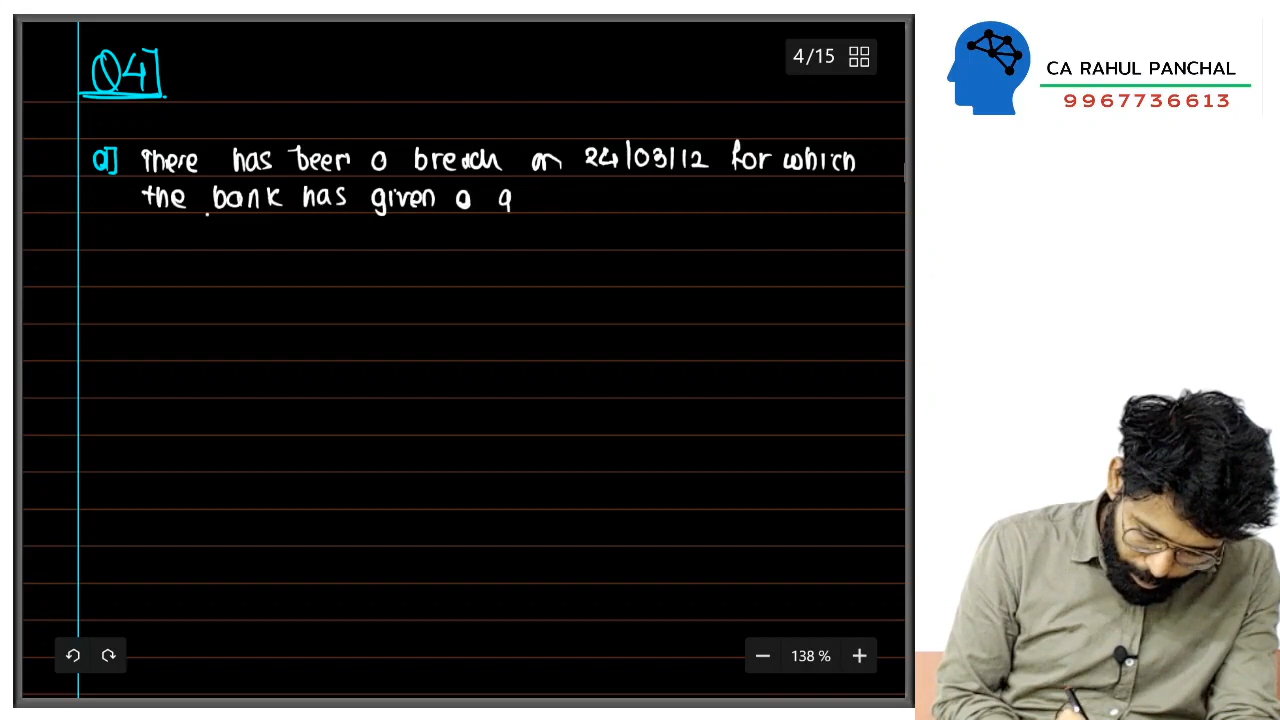 Q4]
4/15
CA RAHUL PANCHAL
9967736613
a] There has been a breach on 24/03/12 for which
the bank has given a g
138 %